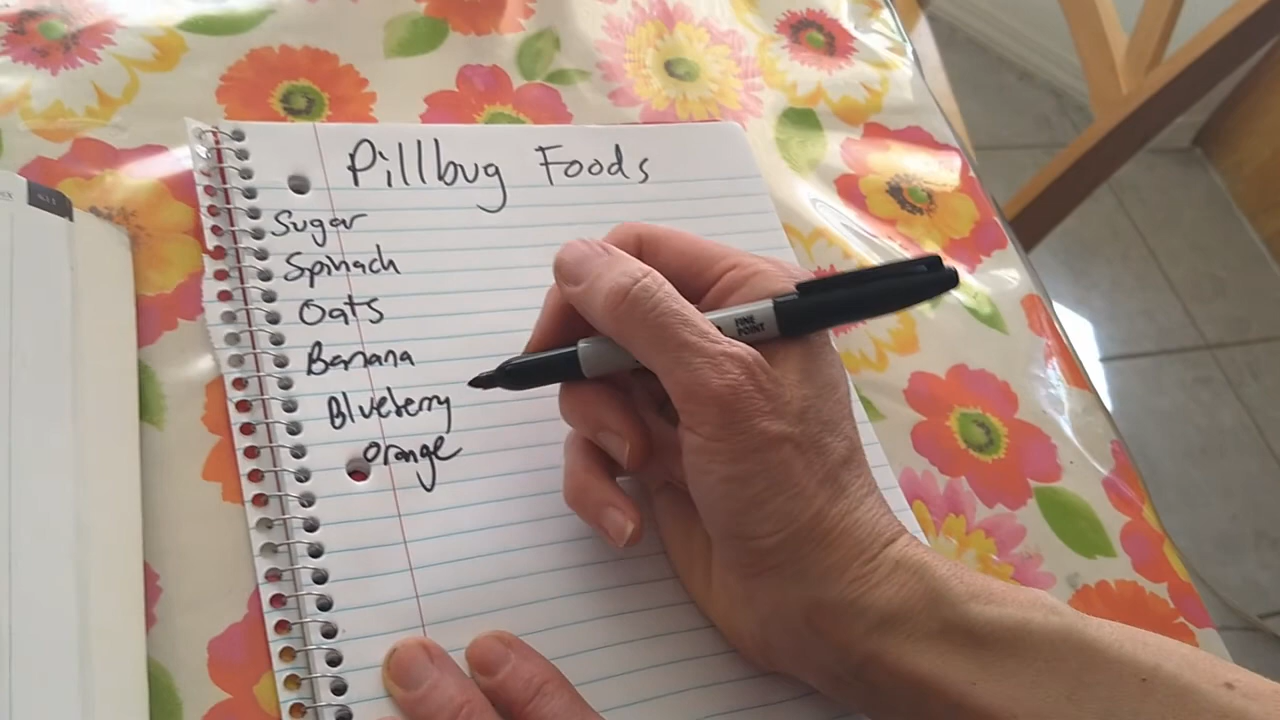 Pillbug Foods
Sugar
Spinach
Oats
Banana
Blueberry
Orange
FINE
POINT